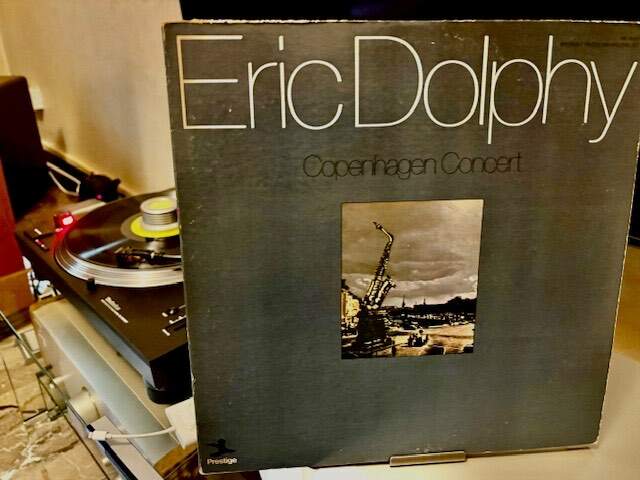 Eric Dolphy
Copenhagen Concert
Prestige